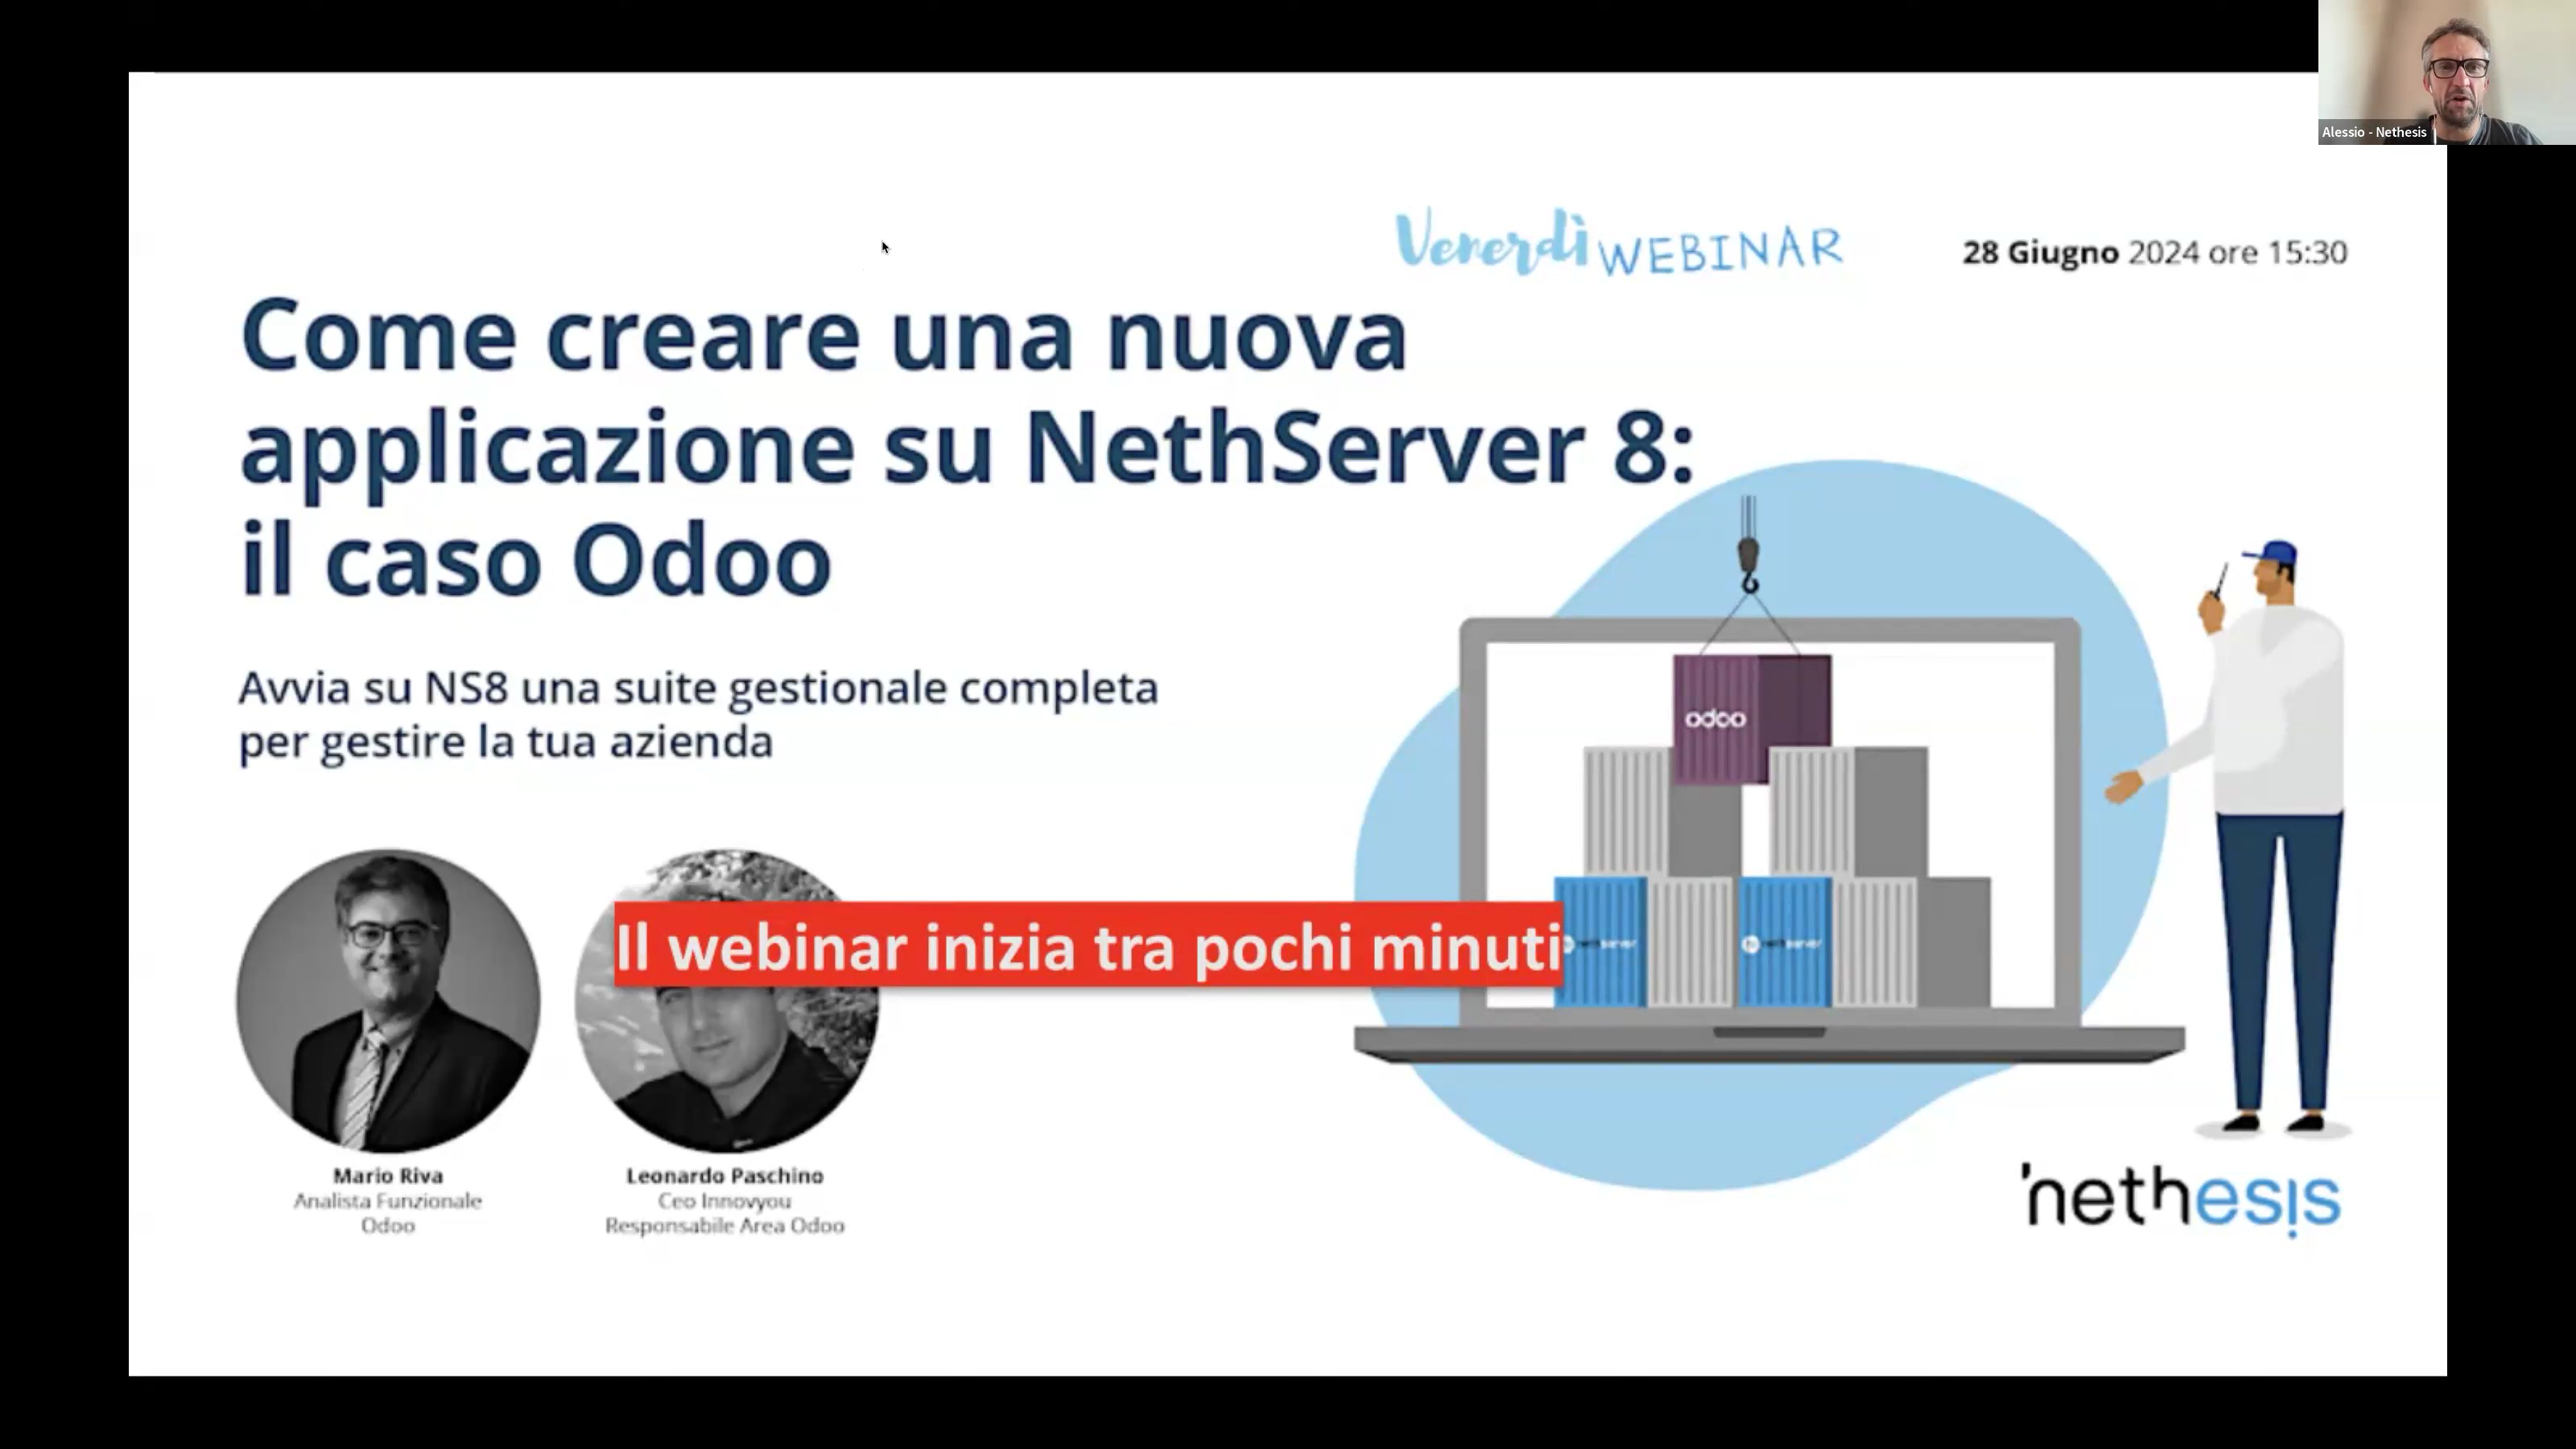 Alessio - Nethesis
Venerdì WEBINAR
28 Giugno 2024 ore 15:30
Come creare una nuova
applicazione su NethServer 8:
il caso Odoo
Avvia su NS8 una suite gestionale completa
per gestire la tua azienda
odoo
Il webinar inizia tra pochi minuti
nethserver
nethserver
Mario Riva
Analista Funzionale
Odoo
Leonardo Paschino
Ceo Innovyou
Responsabile Area Odoo
nethesis